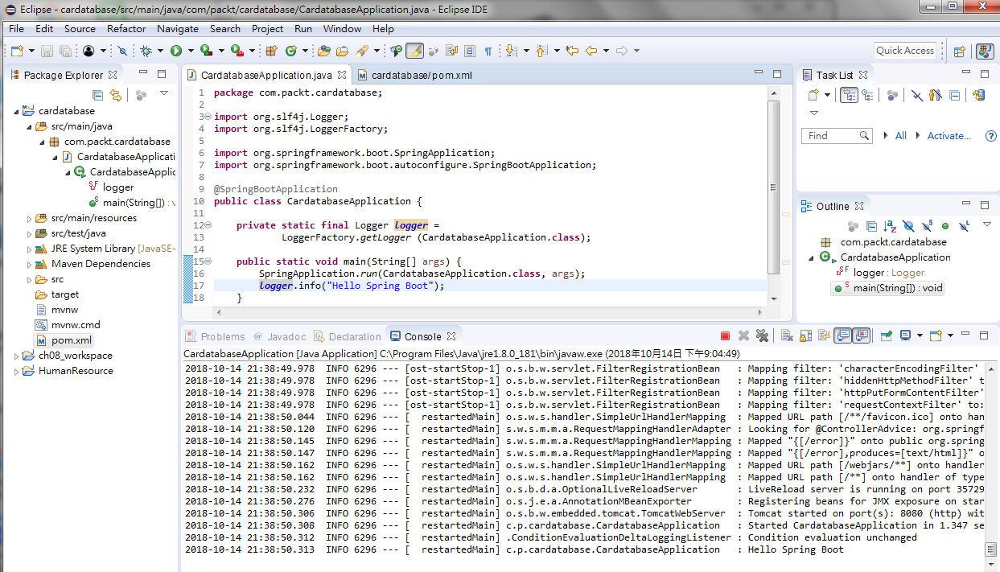 Eclipse - cardatabase/src/main/java/com/packt/cardatabase/CardatabaseApplication.java - Eclipse IDE
File Edit Source Refactor Navigate Search Project Run Window Help
Quick Access
Package Explorer
cardatabase
src/main/java
com.packt.cardatabase
CardatabaseApplicati
CardatabaseApplic
logger
main(String[]) : v
src/main/resources
src/test/java
JRE System Library [JavaSE-
Maven Dependencies
src
target
mvnw
mvnw.cmd
pom.xml
ch08_workspace
HumanResource
CardatabaseApplication.java cardatabase/pom.xml
1 package com.packt.cardatabase;
2
3 import org.slf4j.Logger;
4 import org.slf4j.LoggerFactory;
5
6 import org.springframework.boot.SpringApplication;
7 import org.springframework.boot.autoconfigure.SpringBootApplication;
8
9 @SpringBootApplication
10 public class CardatabaseApplication {
11
12 private static final Logger logger =
13 LoggerFactory.getLogger (CardatabaseApplication.class);
14
15 public static void main(String[] args) {
16 SpringApplication.run(CardatabaseApplication.class, args);
17 logger.info("Hello Spring Boot");
18 }
Task List
Find All Activate...
Outline
com.packt.cardatabase
CardatabaseApplication
logger : Logger
main(String[]) : void
Problems @ Javadoc Declaration Console
CardatabaseApplication [Java Application] C:\Program Files\Java\jre1.8.0_181\bin\javaw.exe (2018年10月14日 下午9:04:49)
2018-10-14 21:38:49.978 INFO 6296 --- [ost-startStop-1] o.s.b.w.servlet.FilterRegistrationBean : Mapping filter: 'characterEncodingFilter'
2018-10-14 21:38:49.978 INFO 6296 --- [ost-startStop-1] o.s.b.w.servlet.FilterRegistrationBean : Mapping filter: 'hiddenHttpMethodFilter' t
2018-10-14 21:38:49.978 INFO 6296 --- [ost-startStop-1] o.s.b.w.servlet.FilterRegistrationBean : Mapping filter: 'httpPutFormContentFilter'
2018-10-14 21:38:49.978 INFO 6296 --- [ost-startStop-1] o.s.b.w.servlet.FilterRegistrationBean : Mapping filter: 'requestContextFilter' to:
2018-10-14 21:38:50.044 INFO 6296 --- [ restartedMain] o.s.w.s.handler.SimpleUrlHandlerMapping : Mapped URL path [/**/favicon.ico] onto han
2018-10-14 21:38:50.120 INFO 6296 --- [ restartedMain] s.w.s.m.m.a.RequestMappingHandlerAdapter : Looking for @ControllerAdvice: org.springf
2018-10-14 21:38:50.145 INFO 6296 --- [ restartedMain] s.w.s.m.m.a.RequestMappingHandlerMapping : Mapped "{[/error]}" onto public org.spring
2018-10-14 21:38:50.147 INFO 6296 --- [ restartedMain] s.w.s.m.m.a.RequestMappingHandlerMapping : Mapped "{[/error],produces=[text/html]}" o
2018-10-14 21:38:50.162 INFO 6296 --- [ restartedMain] o.s.w.s.handler.SimpleUrlHandlerMapping : Mapped URL path [/webjars/**] onto handler
2018-10-14 21:38:50.162 INFO 6296 --- [ restartedMain] o.s.w.s.handler.SimpleUrlHandlerMapping : Mapped URL path [/**] onto handler of type
2018-10-14 21:38:50.232 INFO 6296 --- [ restartedMain] o.s.b.d.a.OptionalLiveReloadServer : LiveReload server is running on port 35729
2018-10-14 21:38:50.276 INFO 6296 --- [ restartedMain] o.s.j.e.a.AnnotationMBeanExporter : Registering beans for JMX exposure on star
2018-10-14 21:38:50.306 INFO 6296 --- [ restartedMain] o.s.b.w.embedded.tomcat.TomcatWebServer : Tomcat started on port(s): 8080 (http) wit
2018-10-14 21:38:50.308 INFO 6296 --- [ restartedMain] c.p.cardatabase.CardatabaseApplication : Started CardatabaseApplication in 1.347 se
2018-10-14 21:38:50.312 INFO 6296 --- [ restartedMain] .ConditionEvaluationDeltaLoggingListener : Condition evaluation unchanged
2018-10-14 21:38:50.313 INFO 6296 --- [ restartedMain] c.p.cardatabase.CardatabaseApplication : Hello Spring Boot